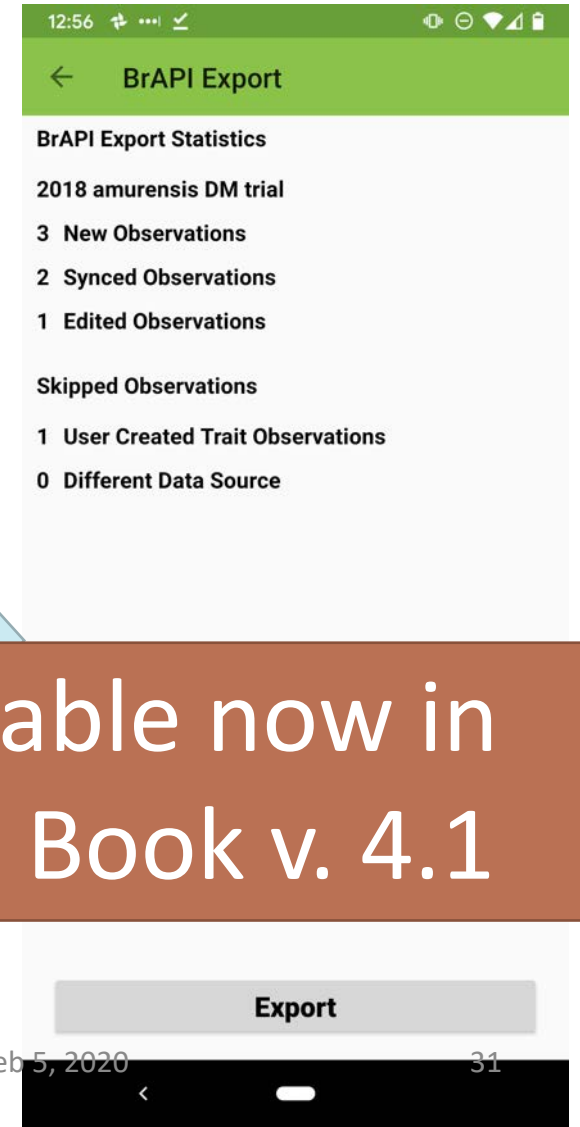 12:56
BrAPI Export
BrAPI Export Statistics
2018 amurensis DM trial
3 New Observations
2 Synced Observations
1 Edited Observations
Skipped Observations
1 User Created Trait Observations
0 Different Data Source
able now in
Book v. 4.1
Export
eb 5, 2020
31